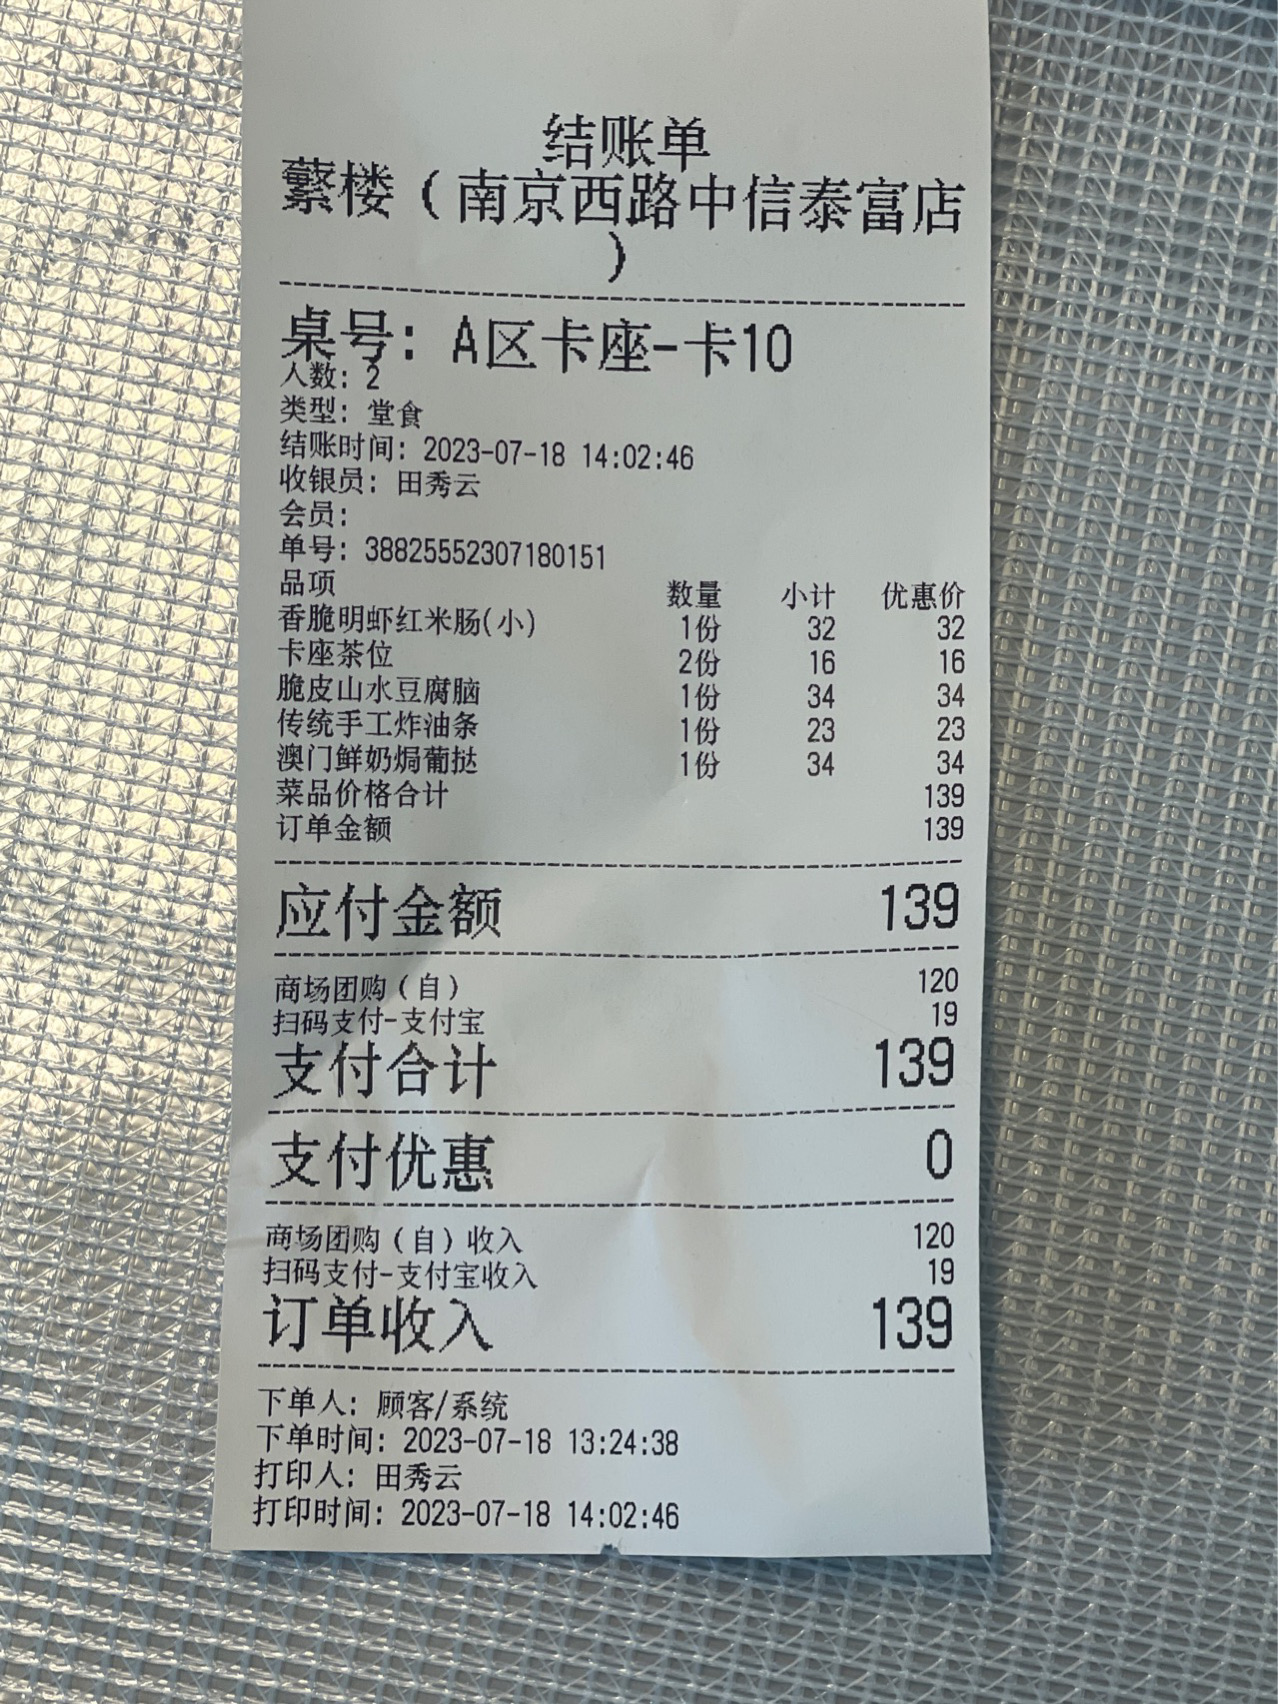 结账单
蘩楼（南京西路中信泰富店
）
桌号: A区卡座-卡10
人数: 2
类型: 堂食
结账时间: 2023-07-18 14:02:46
收银员: 田秀云
会员:
单号: 38825552307180151
品项 数量 小计 优惠价
香脆明虾红米肠(小) 1份 32 32
卡座茶位 2份 16 16
脆皮山水豆腐脑 1份 34 34
传统手工炸油条 1份 23 23
澳门鲜奶焗葡挞 1份 34 34
菜品价格合计 139
订单金额 139
应付金额 139
商场团购（自） 120
扫码支付-支付宝 19
支付合计 139
支付优惠 0
商场团购（自）收入 120
扫码支付-支付宝收入 19
订单收入 139
下单人: 顾客/系统
下单时间: 2023-07-18 13:24:38
打印人: 田秀云
打印时间: 2023-07-18 14:02:46